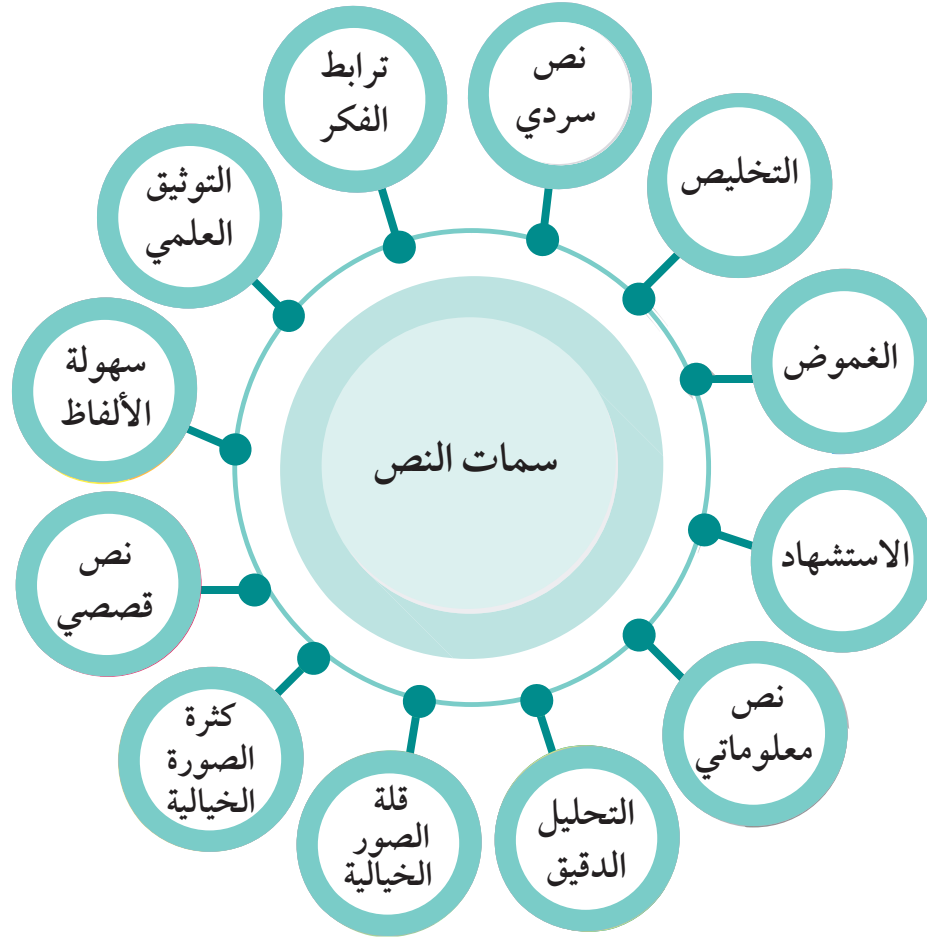 سمات النص
نص
سردي
التخليص
الغموض
الاستشهاد
نص
معلوماتي
التحليل
الدقيق
قلة
الصور
الخيالية
كثرة
الصورة
الخيالية
نص
قصصي
سهولة
الألفاظ
التوثيق
العلمي
ترابط
الفكر